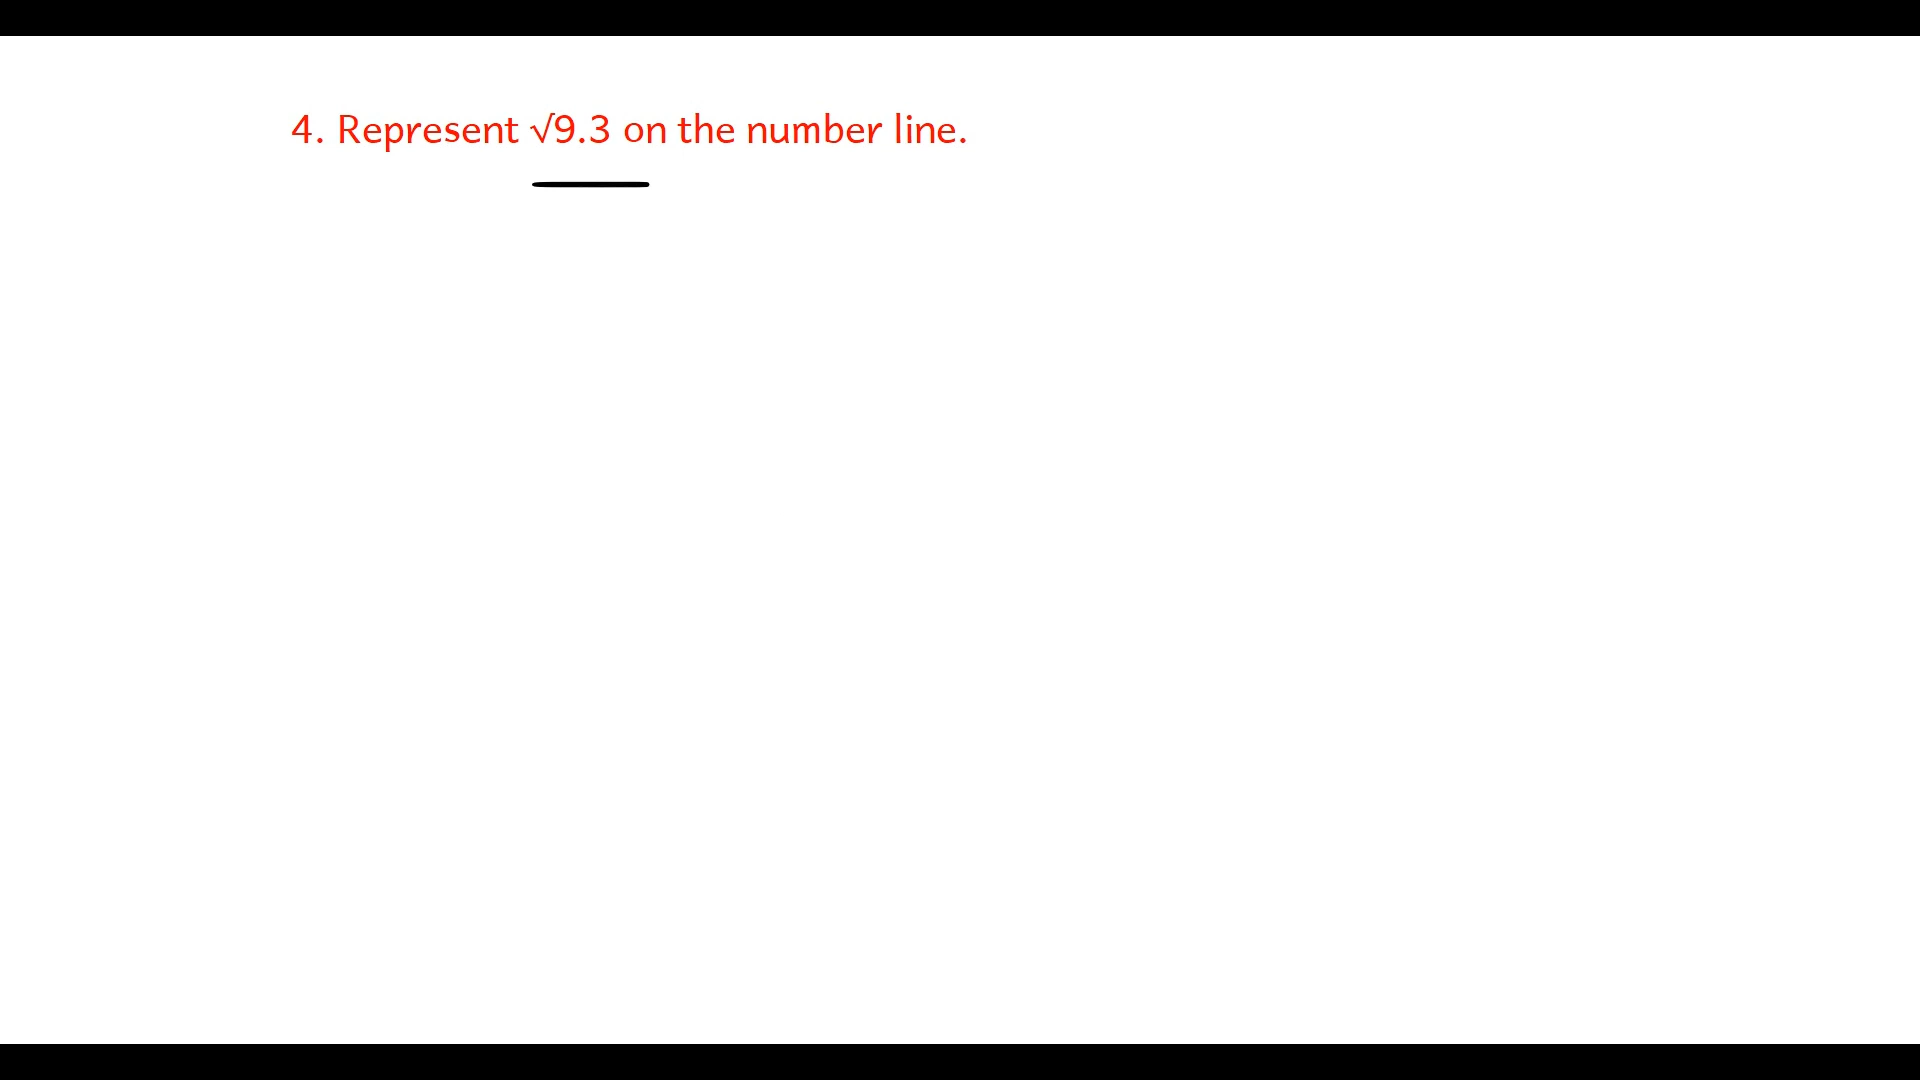 4. Represent √9.3 on the number line.